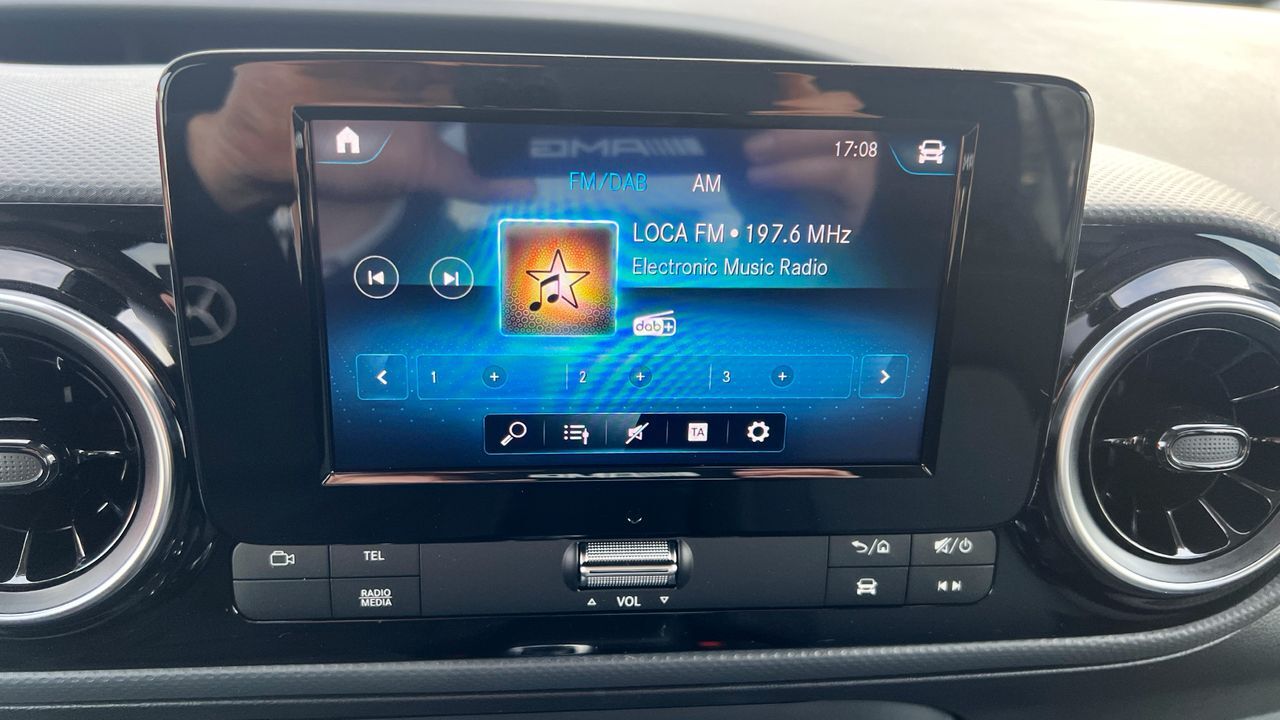 17:08
FM/DAB AM
LOCA FM • 197.6 MHz
Electronic Music Radio
dab+
1 + 2 + 3 +
TA
TEL
RADIO
MEDIA
VOL